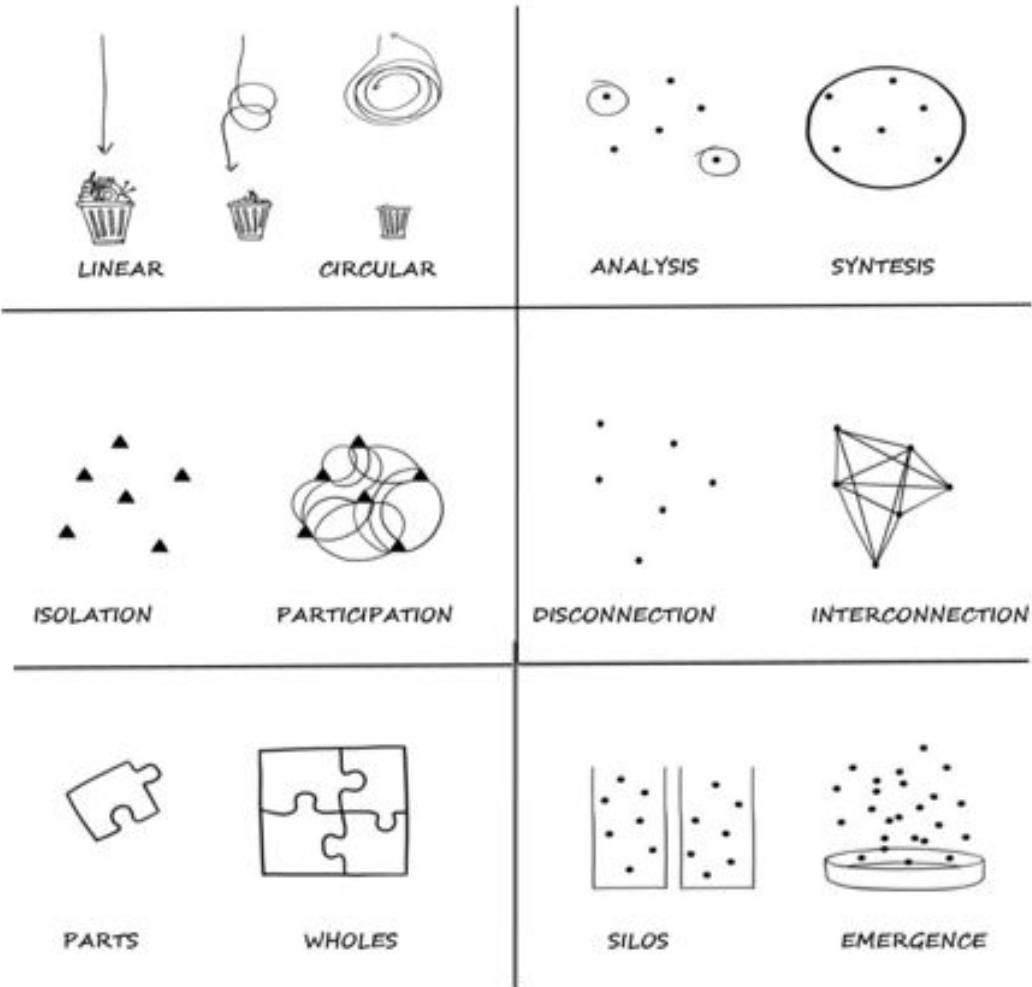 LINEAR
CIRCULAR
ANALYSIS
SYNTESIS
ISOLATION
PARTICIPATION
DISCONNECTION
INTERCONNECTION
PARTS
WHOLES
SILOS
EMERGENCE